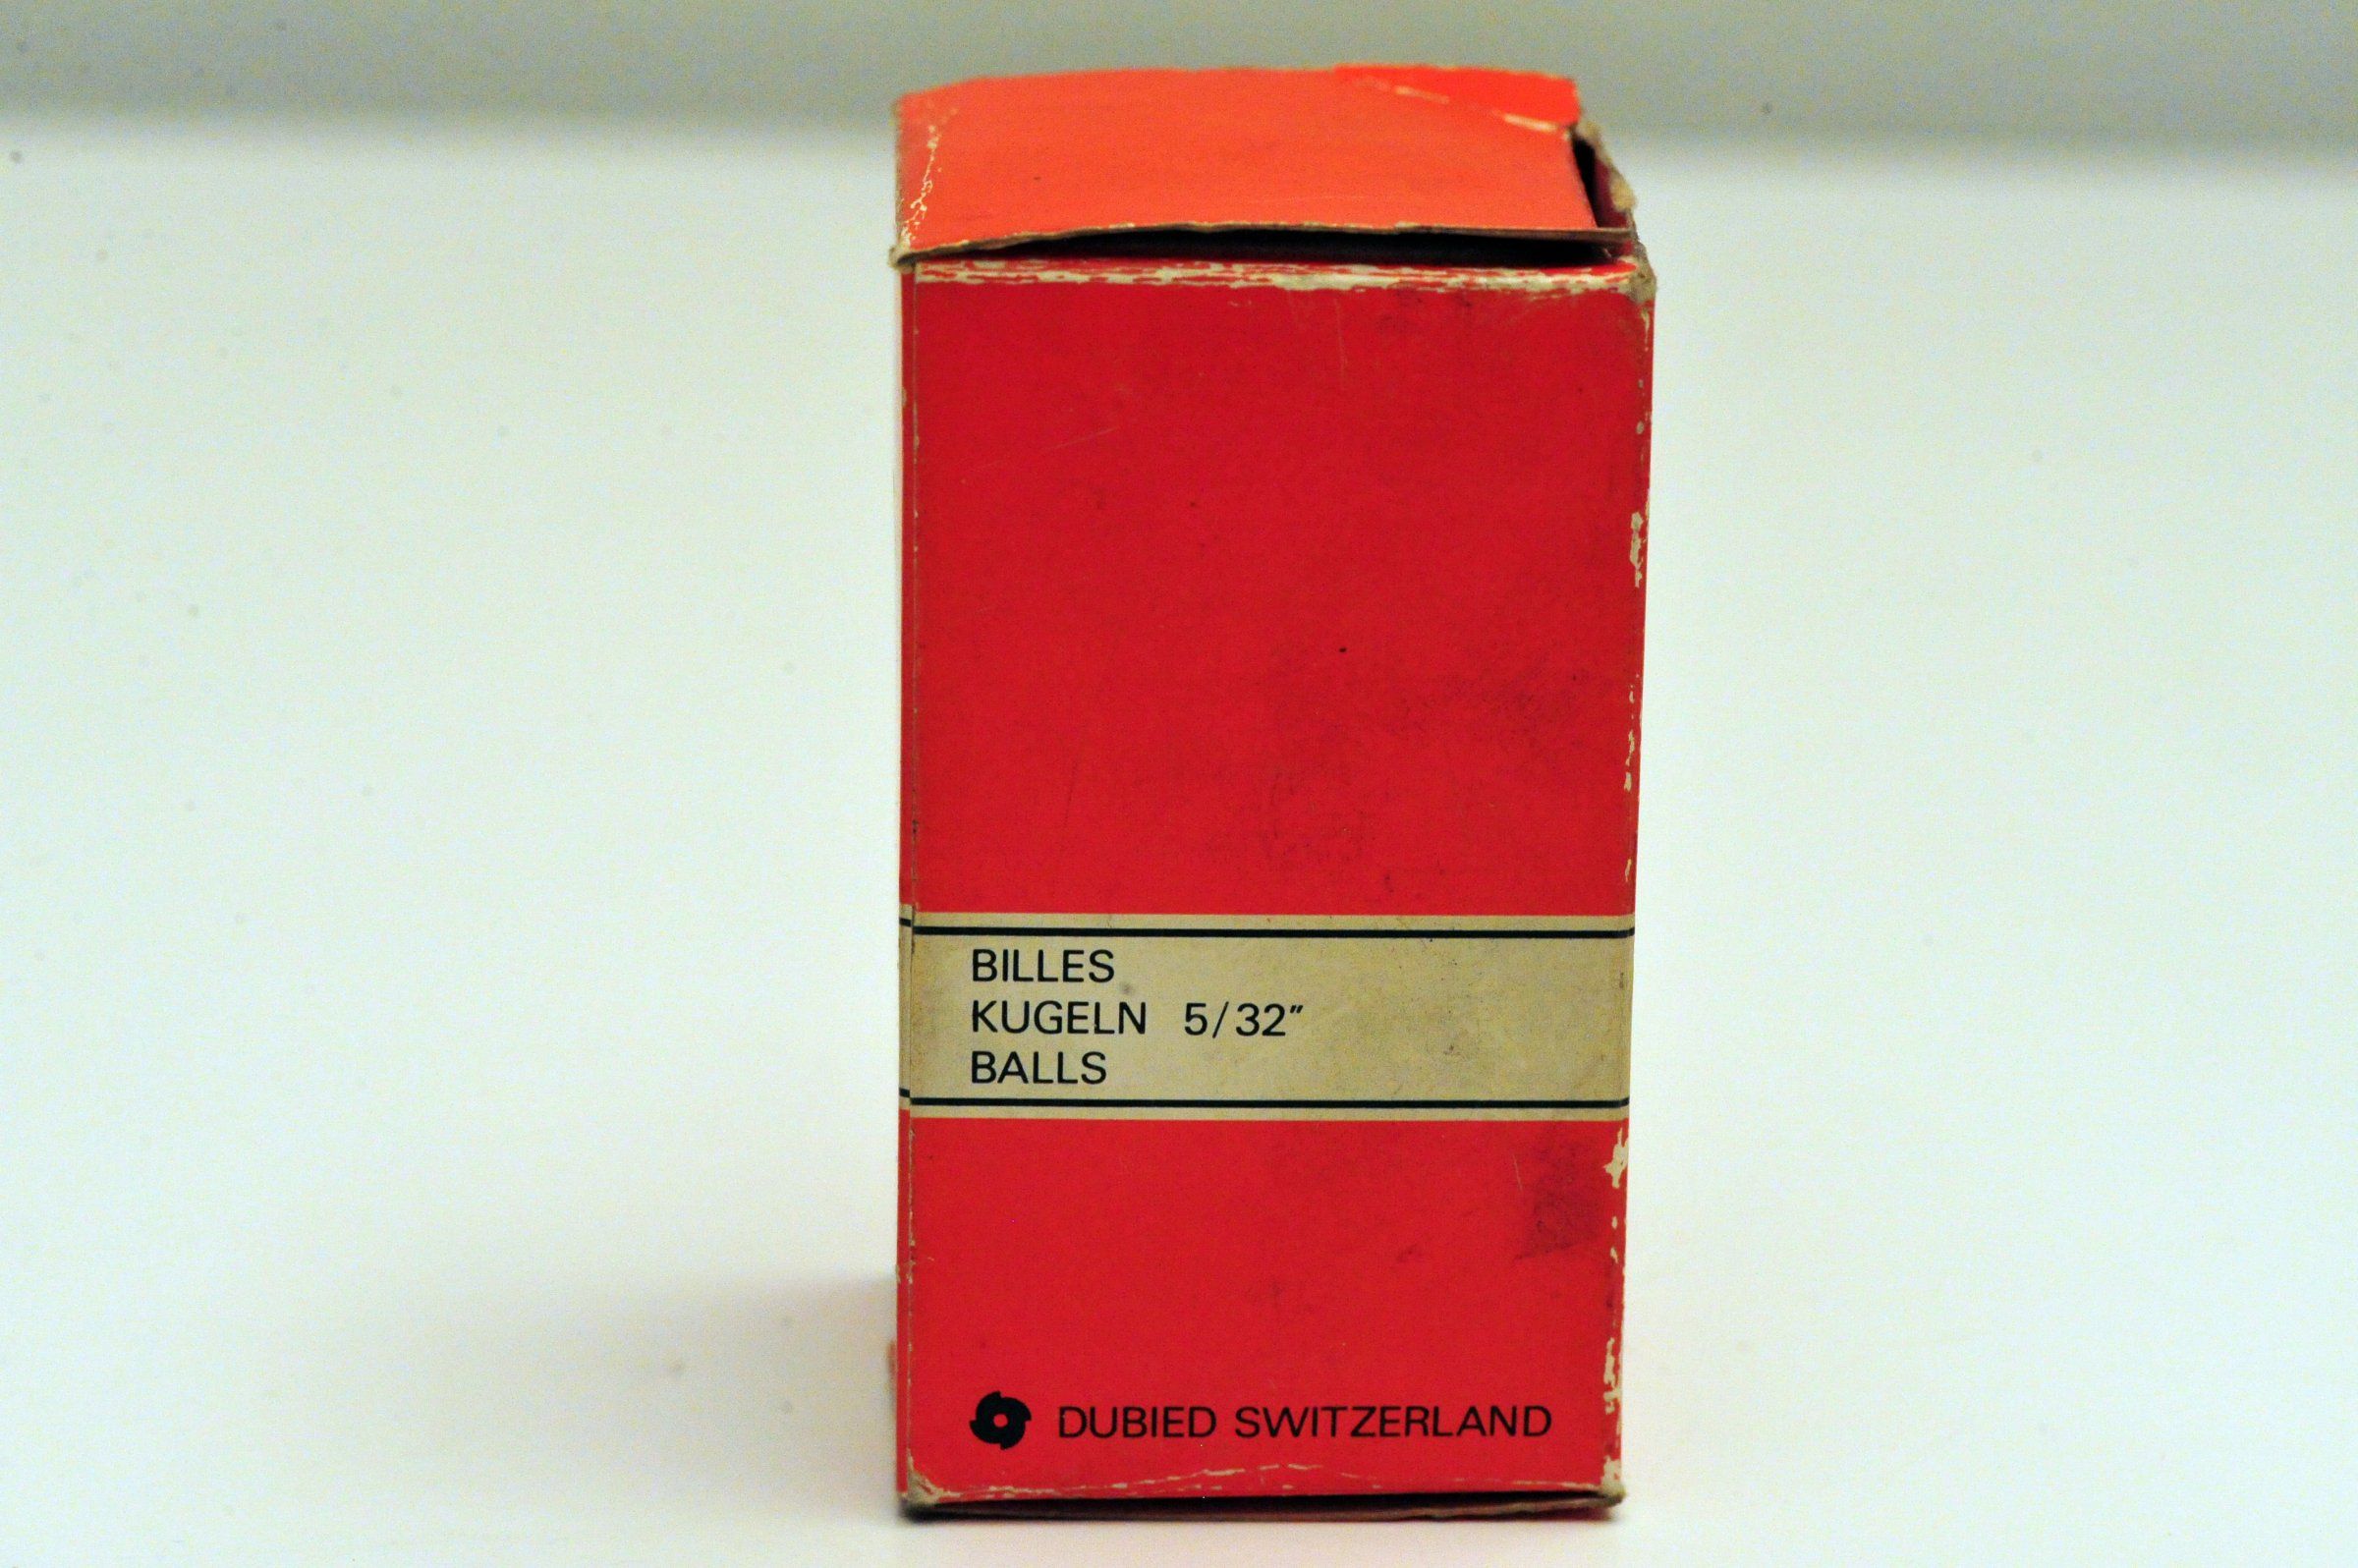 BILLES
KUGELN 5/32"
BALLS
DUBIED SWITZERLAND